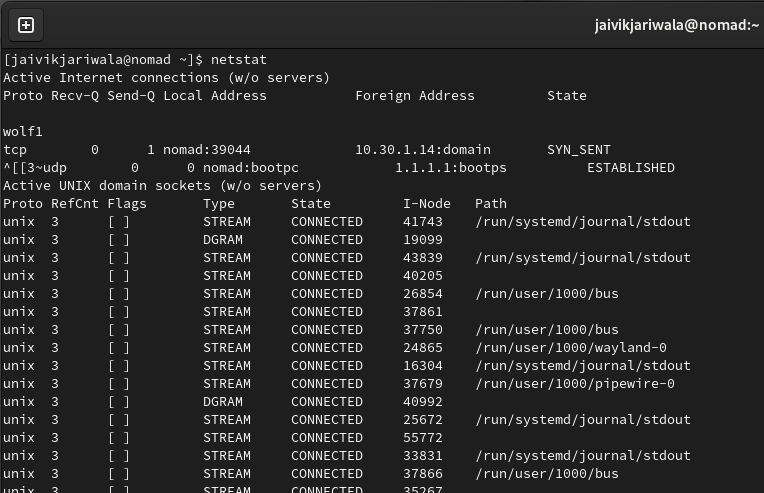 jaivikjariwala@nomad:~
[jaivikjariwala@nomad ~]$ netstat
Active Internet connections (w/o servers)
Proto Recv-Q Send-Q Local Address           Foreign Address         State
wolf1
tcp        0      1 nomad:39044             10.30.1.14:domain       SYN_SENT
^[[3~udp        0      0 nomad:bootpc            1.1.1.1:bootps          ESTABLISHED
Active UNIX domain sockets (w/o servers)
Proto RefCnt Flags       Type       State         I-Node   Path
unix  3      [ ]         STREAM     CONNECTED     41743    /run/systemd/journal/stdout
unix  3      [ ]         DGRAM      CONNECTED     19099
unix  3      [ ]         STREAM     CONNECTED     43839    /run/systemd/journal/stdout
unix  3      [ ]         STREAM     CONNECTED     40205
unix  3      [ ]         STREAM     CONNECTED     26854    /run/user/1000/bus
unix  3      [ ]         STREAM     CONNECTED     37861
unix  3      [ ]         STREAM     CONNECTED     37750    /run/user/1000/bus
unix  3      [ ]         STREAM     CONNECTED     24865    /run/user/1000/wayland-0
unix  3      [ ]         STREAM     CONNECTED     16304    /run/systemd/journal/stdout
unix  3      [ ]         STREAM     CONNECTED     37679    /run/user/1000/pipewire-0
unix  3      [ ]         DGRAM      CONNECTED     40992
unix  3      [ ]         STREAM     CONNECTED     25672    /run/systemd/journal/stdout
unix  3      [ ]         STREAM     CONNECTED     55772
unix  3      [ ]         STREAM     CONNECTED     33831    /run/systemd/journal/stdout
unix  3      [ ]         STREAM     CONNECTED     37866    /run/user/1000/bus
unix  3      [ ]         STREAM     CONNECTED     35267